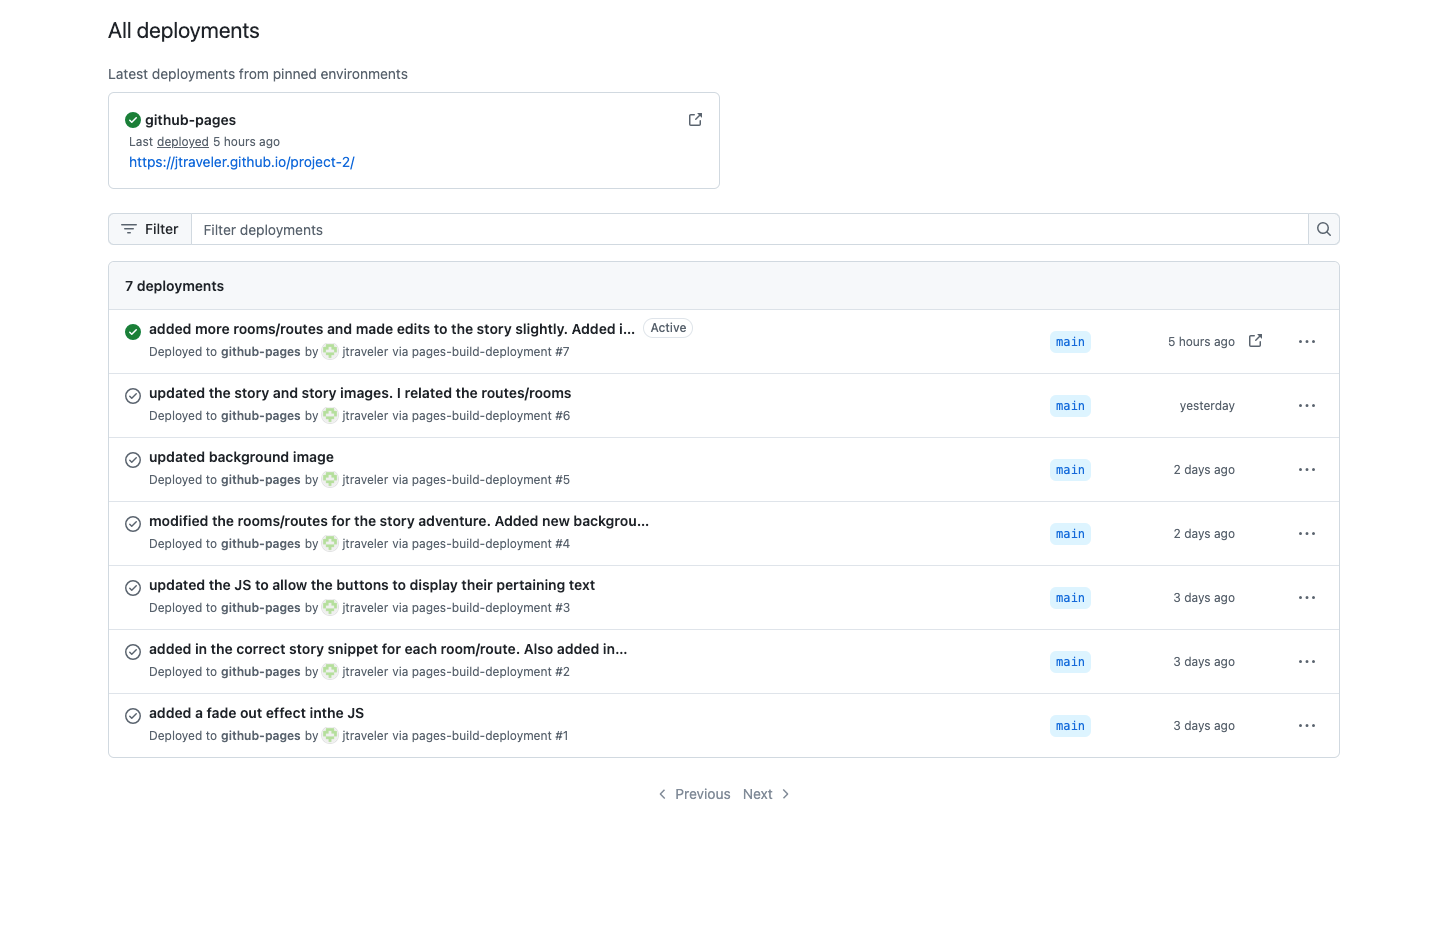 All deployments
Latest deployments from pinned environments
github-pages
Last deployed 5 hours ago
https://jtraveler.github.io/project-2/
Filter
Filter deployments
7 deployments
added more rooms/routes and made edits to the story slightly. Added i... Active
Deployed to github-pages by jtraveler via pages-build-deployment #7
main
5 hours ago
updated the story and story images. I related the routes/rooms
Deployed to github-pages by jtraveler via pages-build-deployment #6
main
yesterday
updated background image
Deployed to github-pages by jtraveler via pages-build-deployment #5
main
2 days ago
modified the rooms/routes for the story adventure. Added new backgrou...
Deployed to github-pages by jtraveler via pages-build-deployment #4
main
2 days ago
updated the JS to allow the buttons to display their pertaining text
Deployed to github-pages by jtraveler via pages-build-deployment #3
main
3 days ago
added in the correct story snippet for each room/route. Also added in...
Deployed to github-pages by jtraveler via pages-build-deployment #2
main
3 days ago
added a fade out effect inthe JS
Deployed to github-pages by jtraveler via pages-build-deployment #1
main
3 days ago
Previous Next